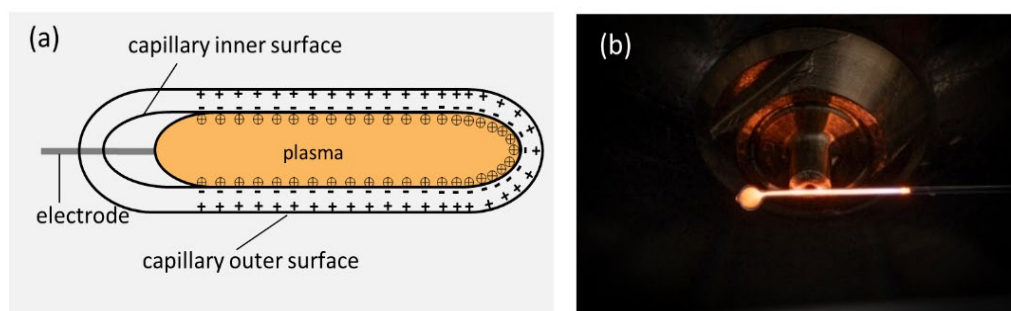 (a)
capillary inner surface
plasma
electrode
capillary outer surface
(b)